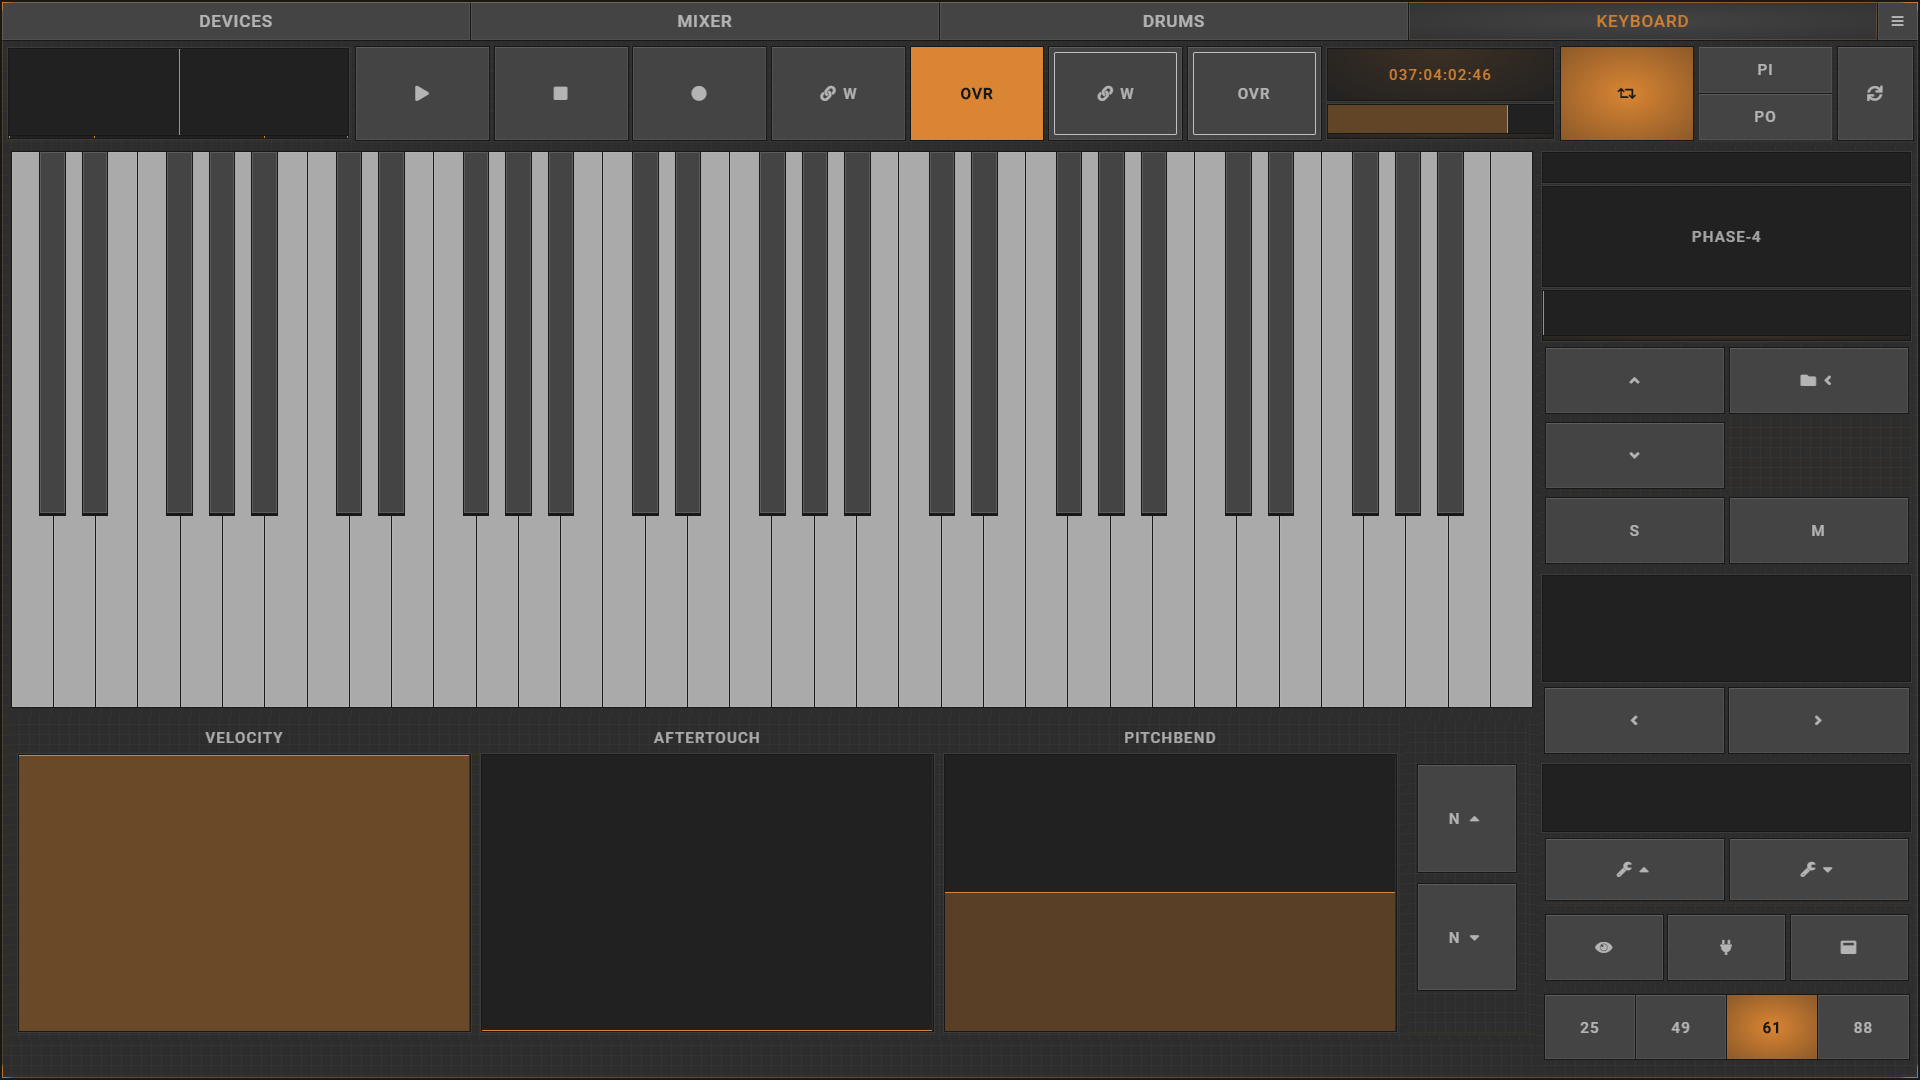 DEVICES MIXER DRUMS KEYBOARD
W OVR W OVR 037:04:02:46 PI
PO
PHASE-4
S M
VELOCITY AFTERTOUCH PITCHBEND
N
N
25 49 61 88